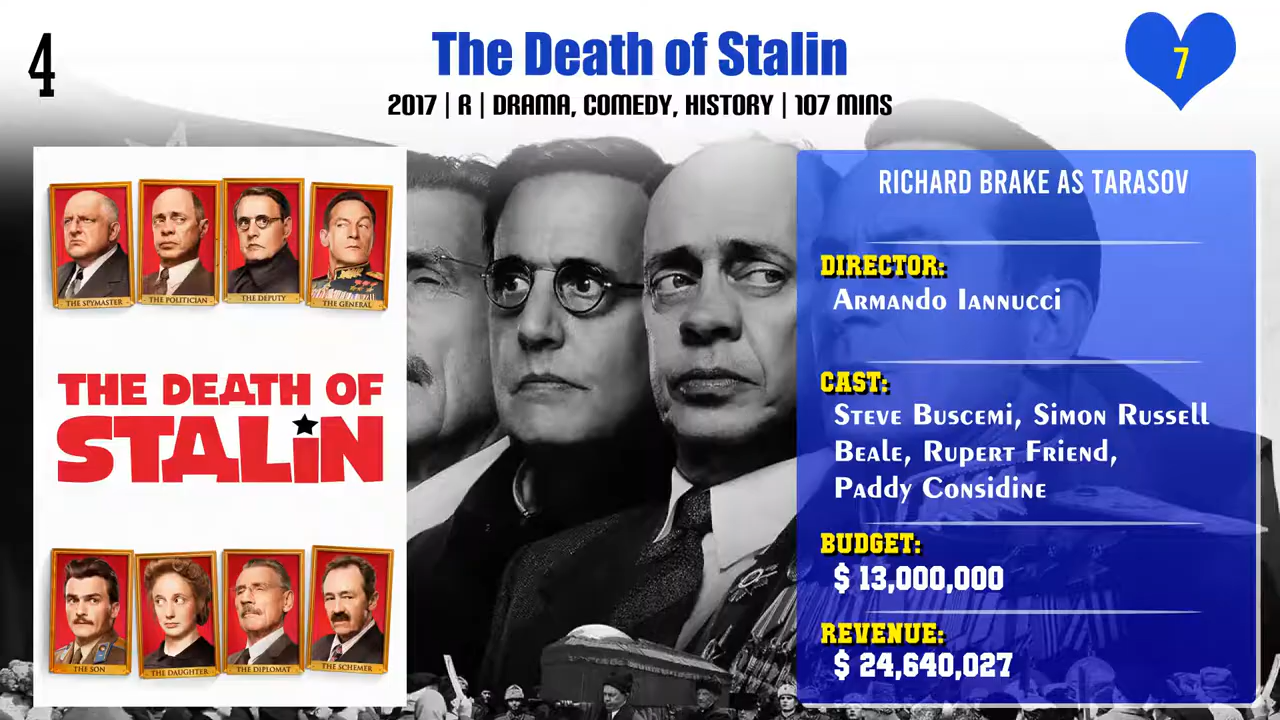 4
The Death of Stalin
7
2017 | R | DRAMA, COMEDY, HISTORY | 107 MINS
THE SPYMASTER
THE POLITICIAN
THE DEPUTY
THE GENERAL
THE DEATH OF
STALIN
THE SON
THE DAUGHTER
THE DIPLOMAT
THE SCHEMER
RICHARD BRAKE AS TARASOV
DIRECTOR:
Armando Iannucci
CAST:
Steve Buscemi, Simon Russell
Beale, Rupert Friend,
Paddy Considine
BUDGET:
$ 13,000,000
REVENUE:
$ 24,640,027